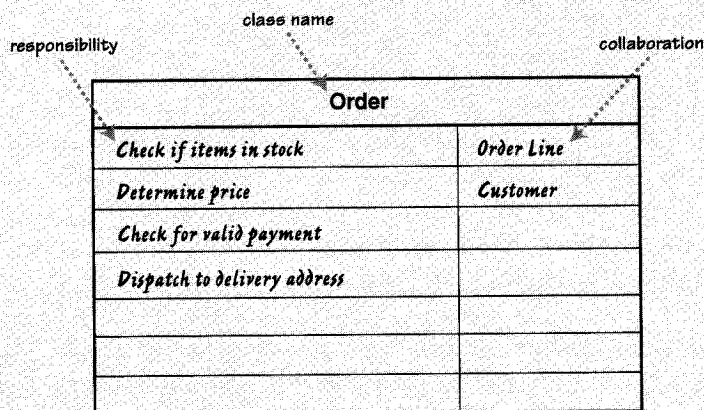 class name
responsibility
collaboration
Order
Check if items in stock
Order Line
Determine price
Customer
Check for valid payment
Dispatch to delivery address